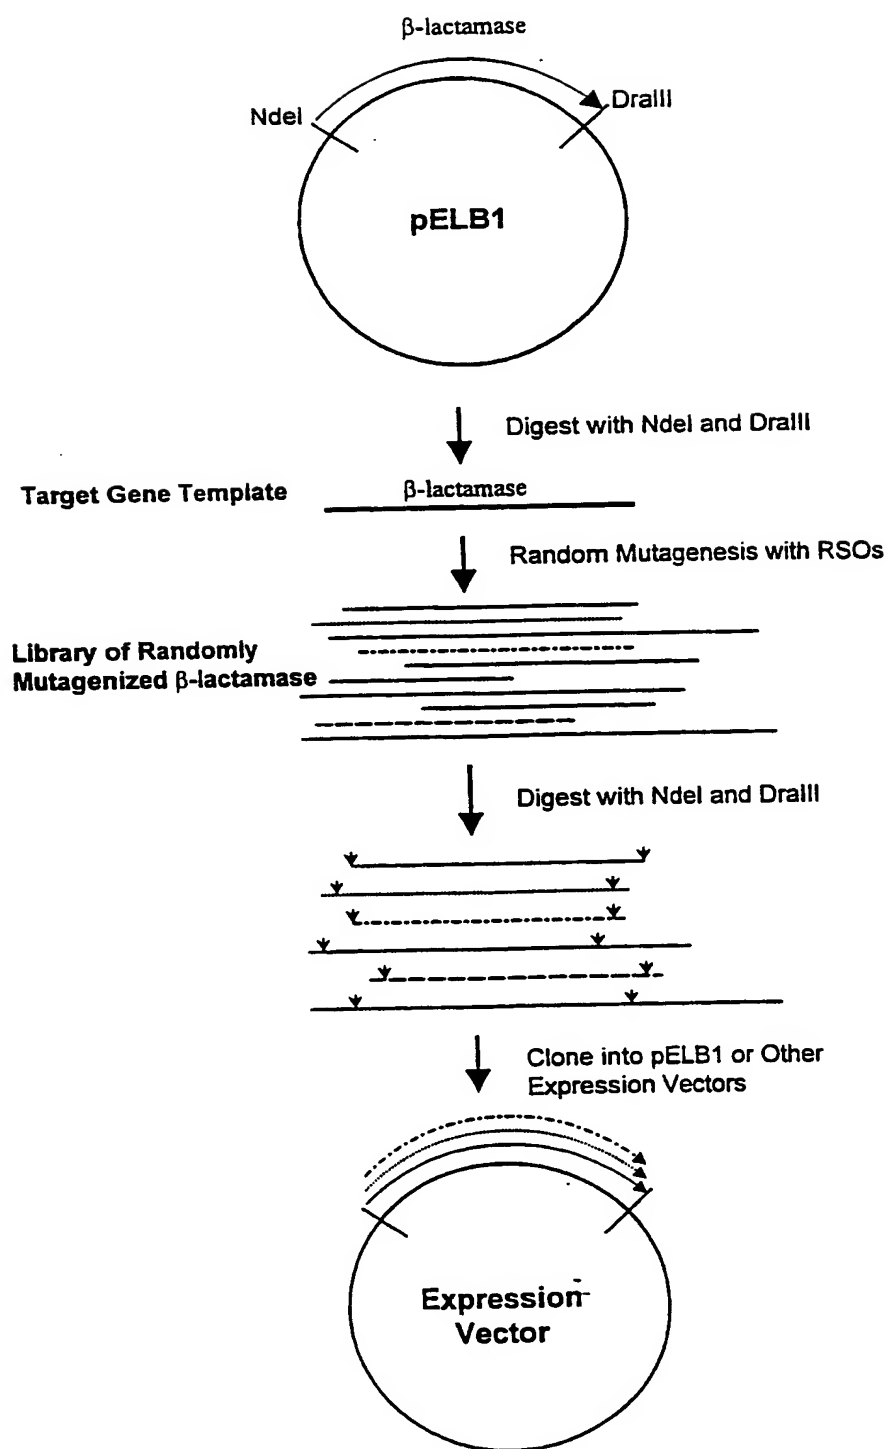 β-lactamase
NdeI
DraIII
pELB1
Digest with NdeI and DraIII
Target Gene Template
β-lactamase
Random Mutagenesis with RSOs
Library of Randomly
Mutagenized β-lactamase
Digest with NdeI and DraIII
Clone into pELB1 or Other
Expression Vectors
Expression
Vector